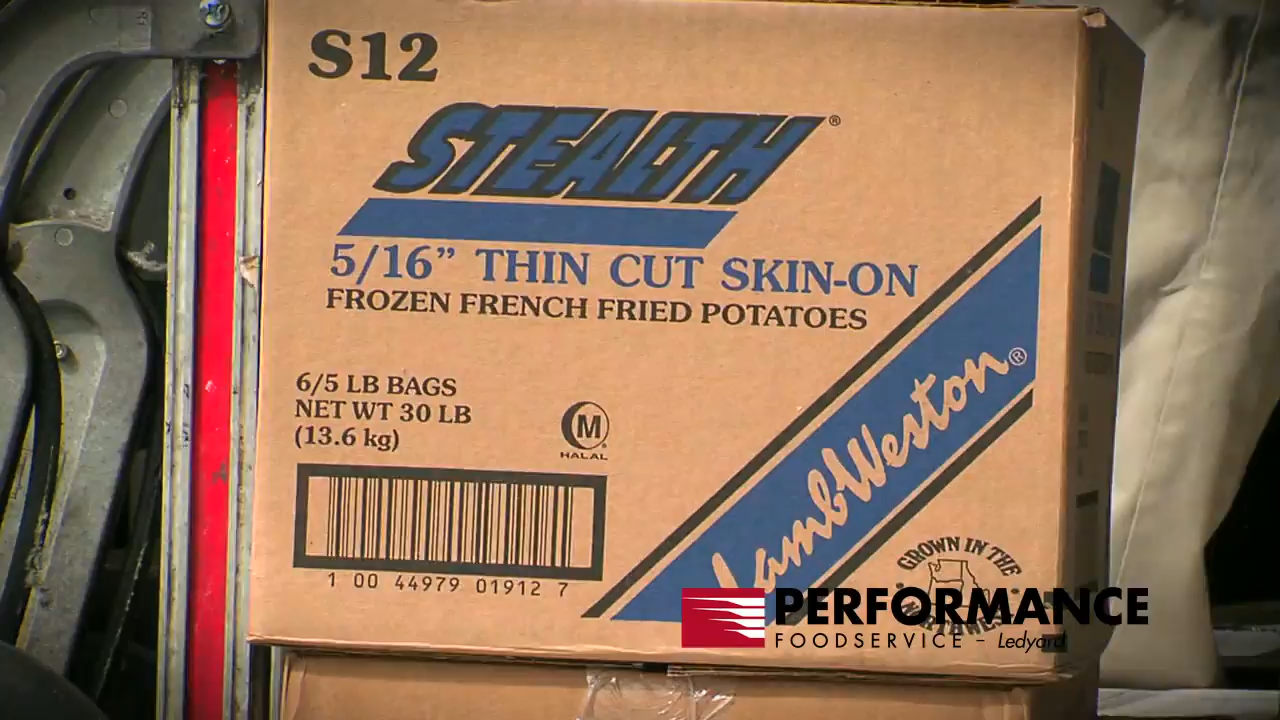 S12
STEALTH®
5/16” THIN CUT SKIN-ON
FROZEN FRENCH FRIED POTATOES
6/5 LB BAGS
NET WT 30 LB
(13.6 kg)
M
HALAL
1 00 44979 01912 7
LambWeston®
GROWN IN THE
PERFORMANCE
FOODSERVICE – Ledyard